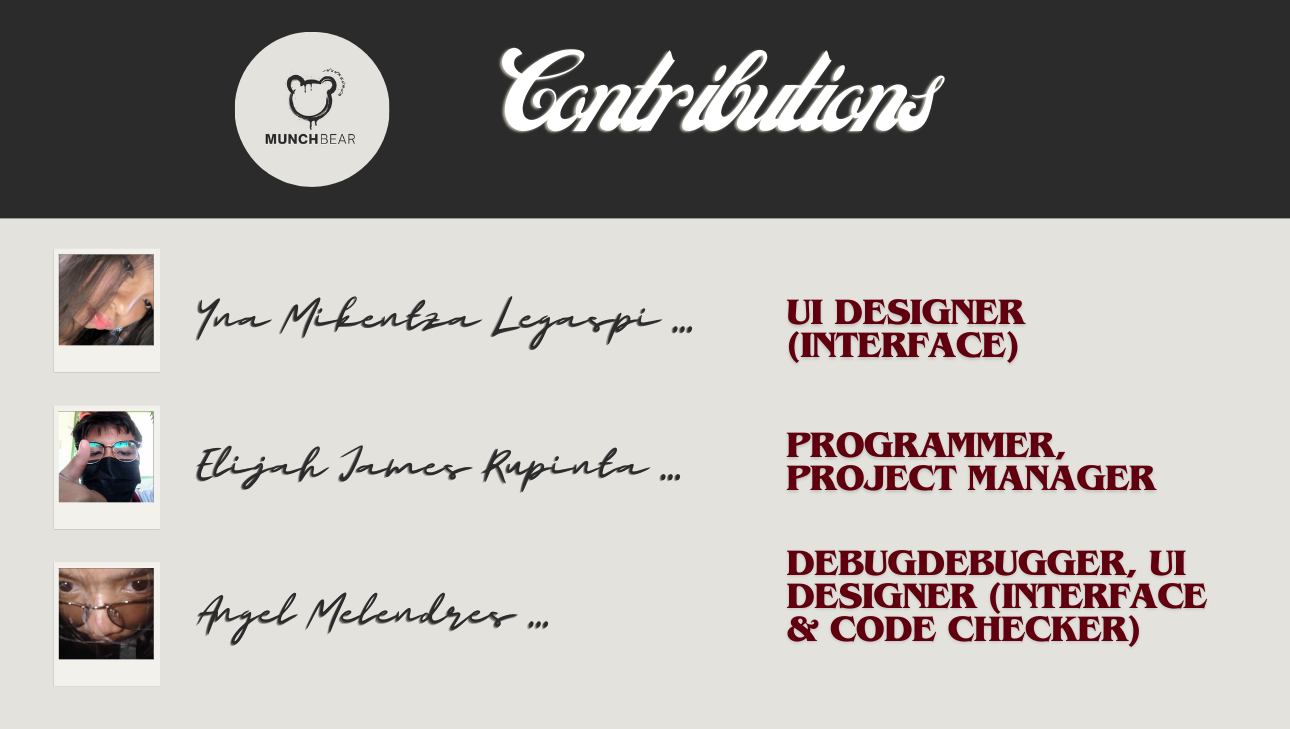 MUNCHBEAR
Contributions
Yna Mikentza Legaspi ...
UI DESIGNER
(INTERFACE)
Elijah James Rupinta ...
PROGRAMMER,
PROJECT MANAGER
Angel Melendres ...
DEBUGDEBUGGER, UI
DESIGNER (INTERFACE
& CODE CHECKER)